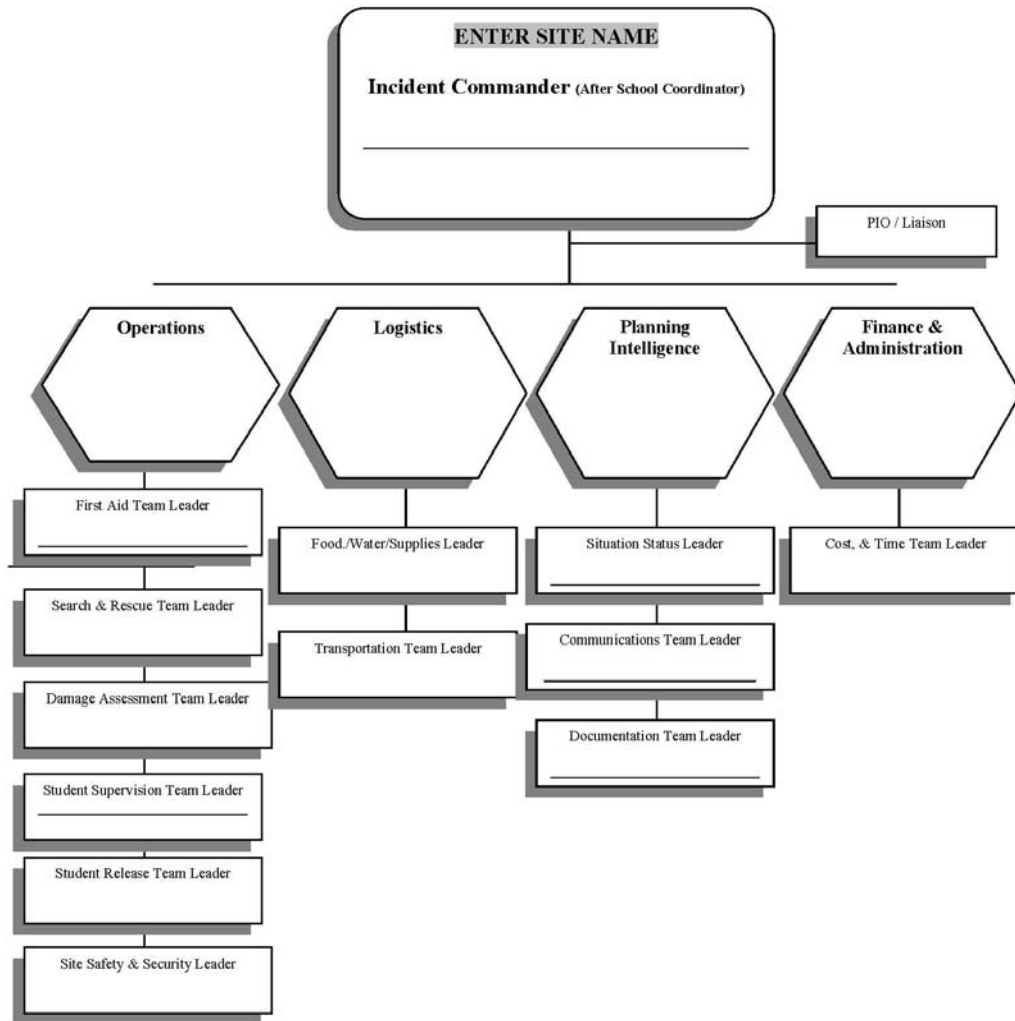 ENTER SITE NAME
Incident Commander (After School Coordinator)
PIO / Liaison
Operations
Logistics
Planning
Intelligence
Finance &
Administration
First Aid Team Leader
Search & Rescue Team Leader
Damage Assessment Team Leader
Student Supervision Team Leader
Student Release Team Leader
Site Safety & Security Leader
Food./Water/Supplies Leader
Transportation Team Leader
Situation Status Leader
Communications Team Leader
Documentation Team Leader
Cost, & Time Team Leader